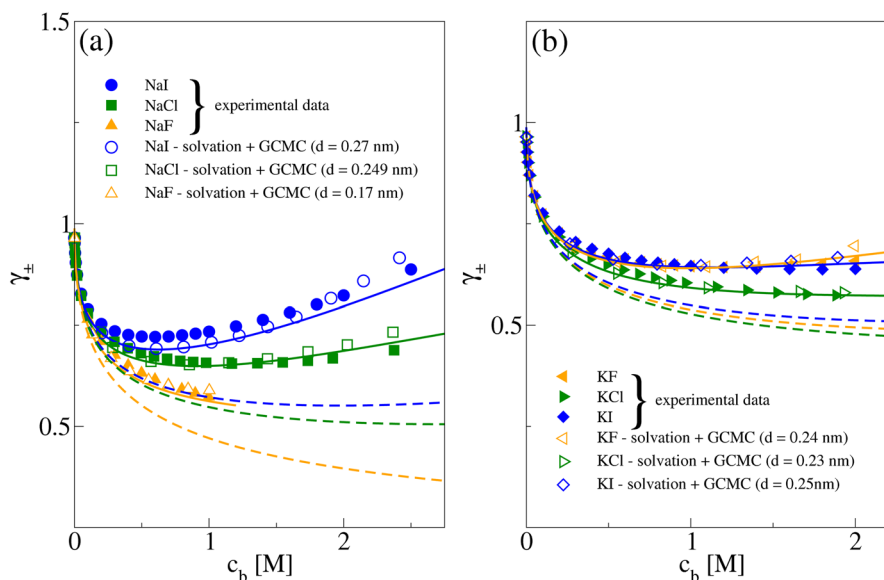 (a)
1.5
1
0.5
γ±
0
1
2
c_b [M]
NaI
NaCl
NaF
experimental data
NaI - solvation + GCMC (d = 0.27 nm)
NaCl - solvation + GCMC (d = 0.249 nm)
NaF - solvation + GCMC (d = 0.17 nm)
(b)
1
0.5
γ±
0
1
2
c_b [M]
KF
KCl
KI
experimental data
KF - solvation + GCMC (d = 0.24 nm)
KCl - solvation + GCMC (d = 0.23 nm)
KI - solvation + GCMC (d = 0.25nm)